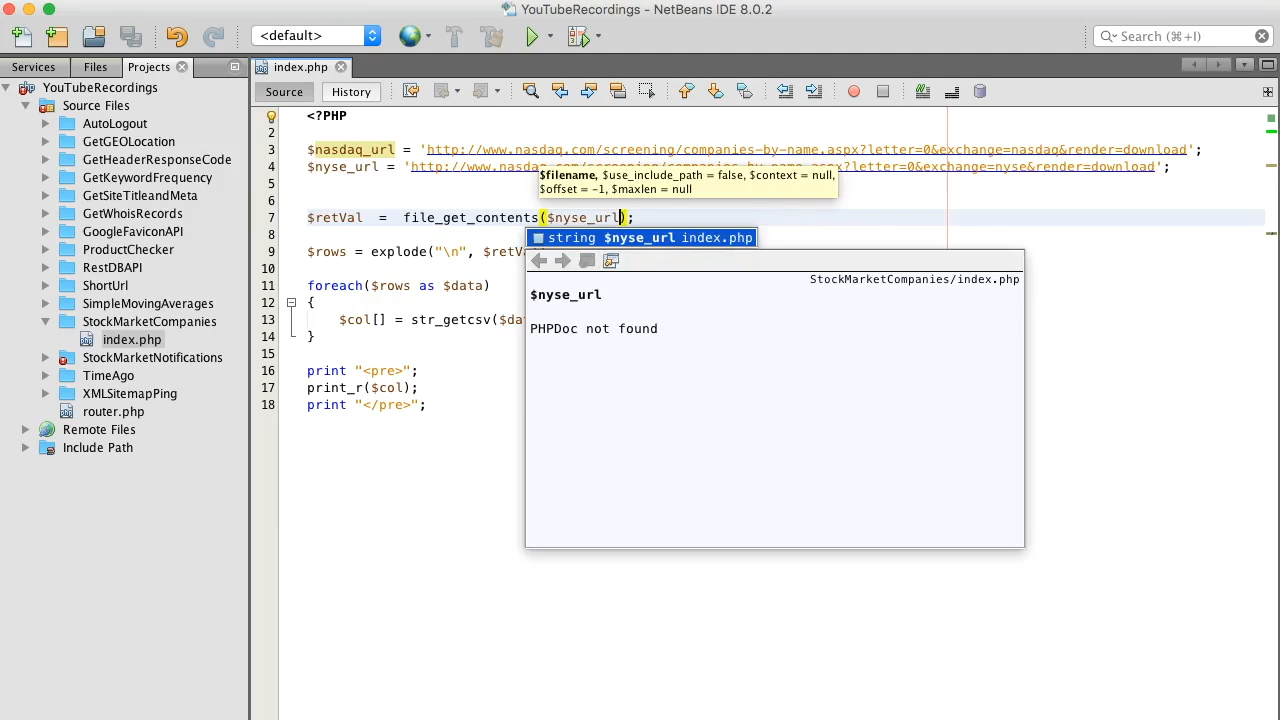 YouTubeRecordings - NetBeans IDE 8.0.2
<default>
Search (⌘+I)
Services
Files
Projects
index.php
Source
History
YouTubeRecordings
Source Files
AutoLogout
GetGEOLocation
GetHeaderResponseCode
GetKeywordFrequency
GetSiteTitleandMeta
GetWhoisRecords
GoogleFaviconAPI
ProductChecker
RestDBAPI
ShortUrl
SimpleMovingAverages
StockMarketCompanies
index.php
StockMarketNotifications
TimeAgo
XMLSitemapPing
router.php
Remote Files
Include Path
<?PHP
2
3 $nasdaq_url = 'http://www.nasdaq.com/screening/companies-by-name.aspx?letter=0&exchange=nasdaq&render=download';
4 $nyse_url = 'http://www.nasdaq.com/screening/companies-by-name.aspx?letter=0&exchange=nyse&render=download';
$filename, $use_include_path = false, $context = null,
$offset = -1, $maxlen = null
5
6
7 $retVal = file_get_contents($nyse_url);
8
string $nyse_url index.php
9 $rows = explode("\n", $retVal
10
11 foreach($rows as $data)
12 {
13 $col[] = str_getcsv($da
14 }
15
16 print "<pre>";
17 print_r($col);
18 print "</pre>";
StockMarketCompanies/index.php
$nyse_url
PHPDoc not found